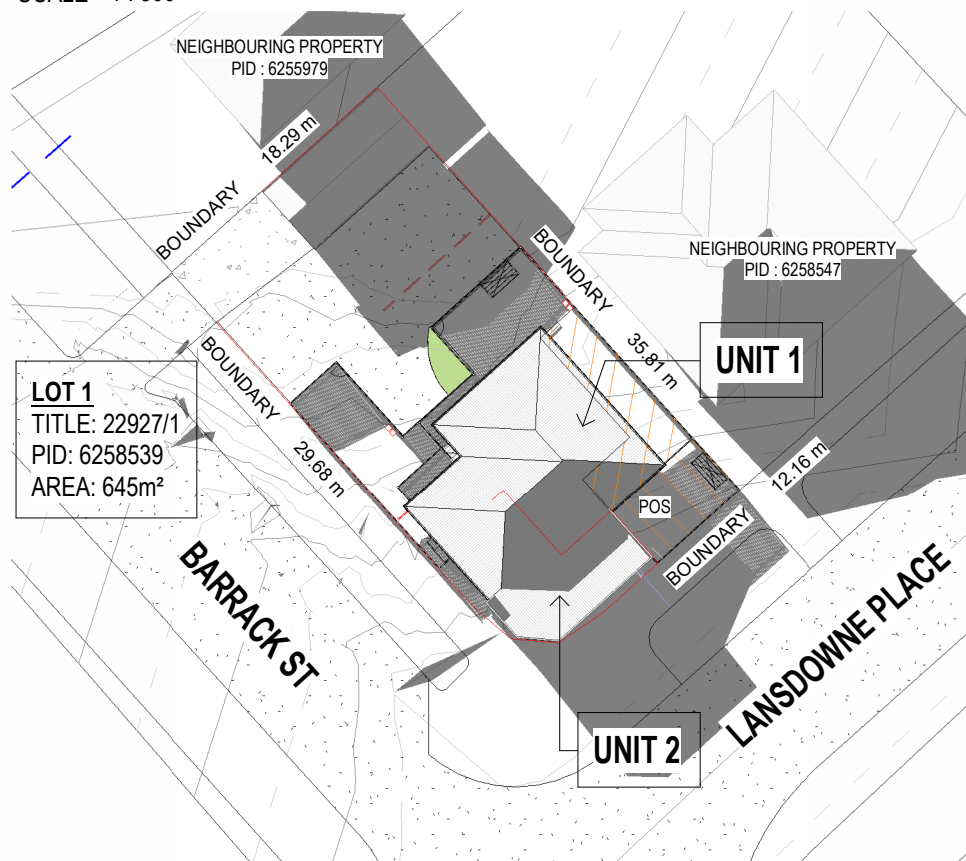 NEIGHBOURING PROPERTY
PID : 6255979
18.29 m
BOUNDARY
BOUNDARY
NEIGHBOURING PROPERTY
PID : 6258547
35.81 m
UNIT 1
BOUNDARY
LOT 1
TITLE: 22927/1
PID: 6258539
AREA: 645m²
29.68 m
12.16 m
POS
BOUNDARY
BARRACK ST
LANSDOWNE PLACE
UNIT 2